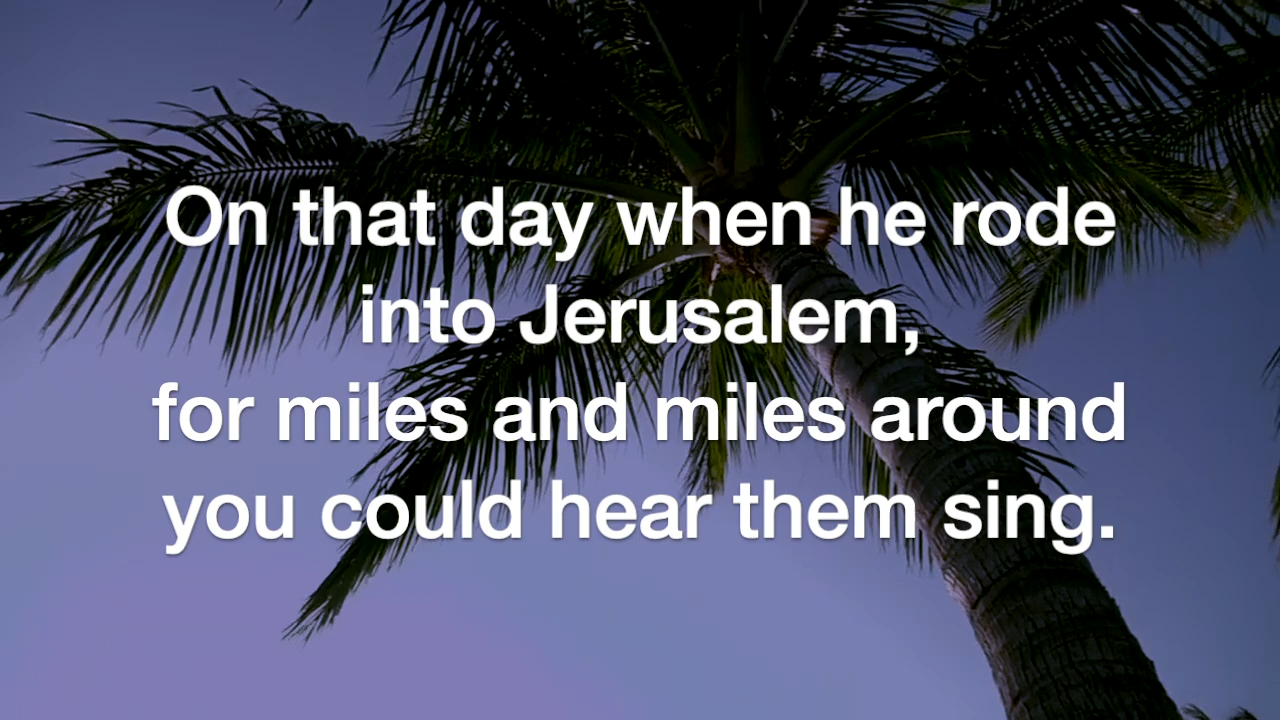 On that day when he rode
into Jerusalem,
for miles and miles around
you could hear them sing.